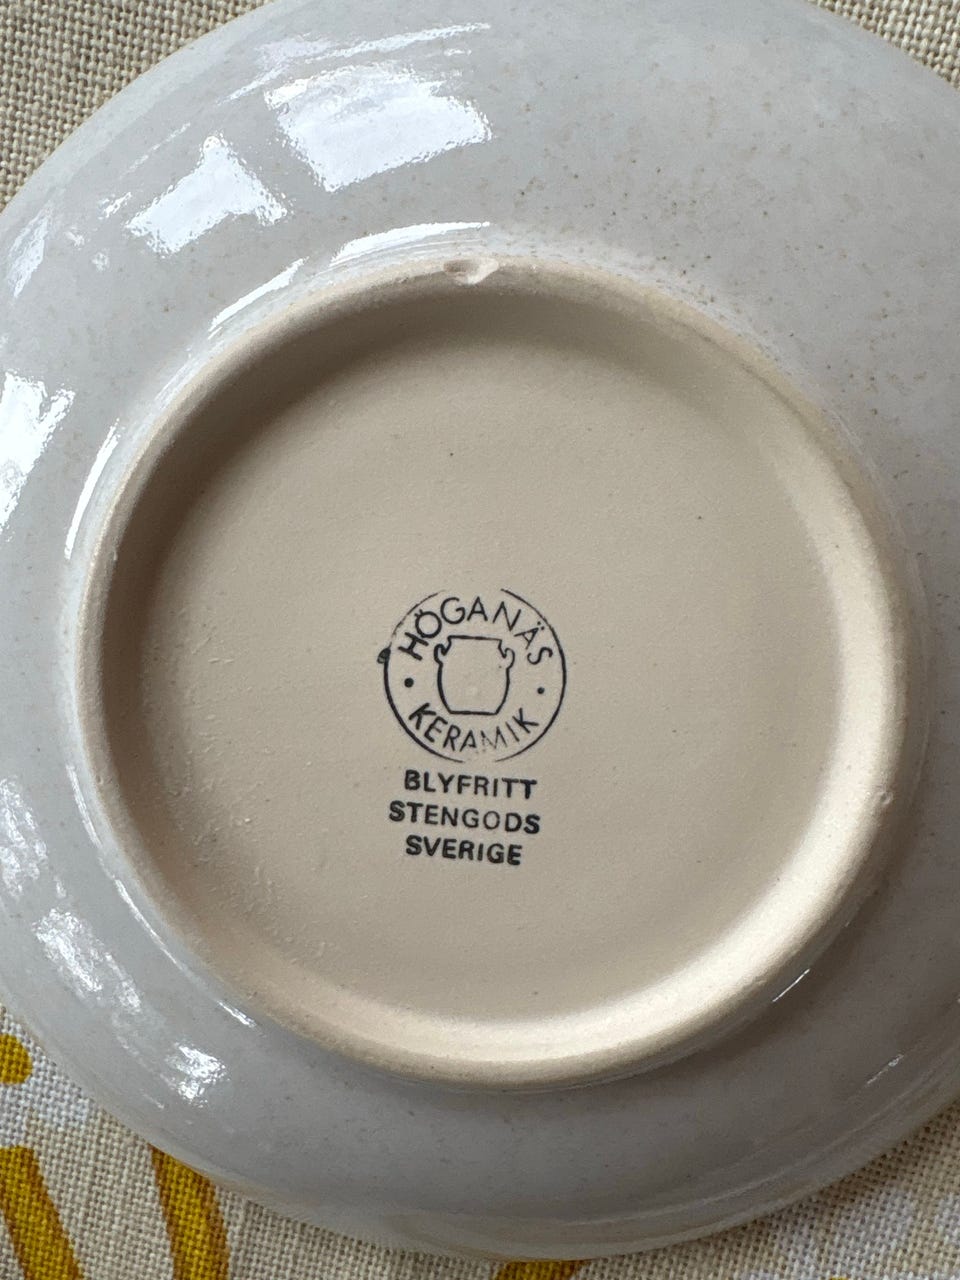 HÖGANÄS
KERAMIK
BLYFRITT
STENGODS
SVERIGE